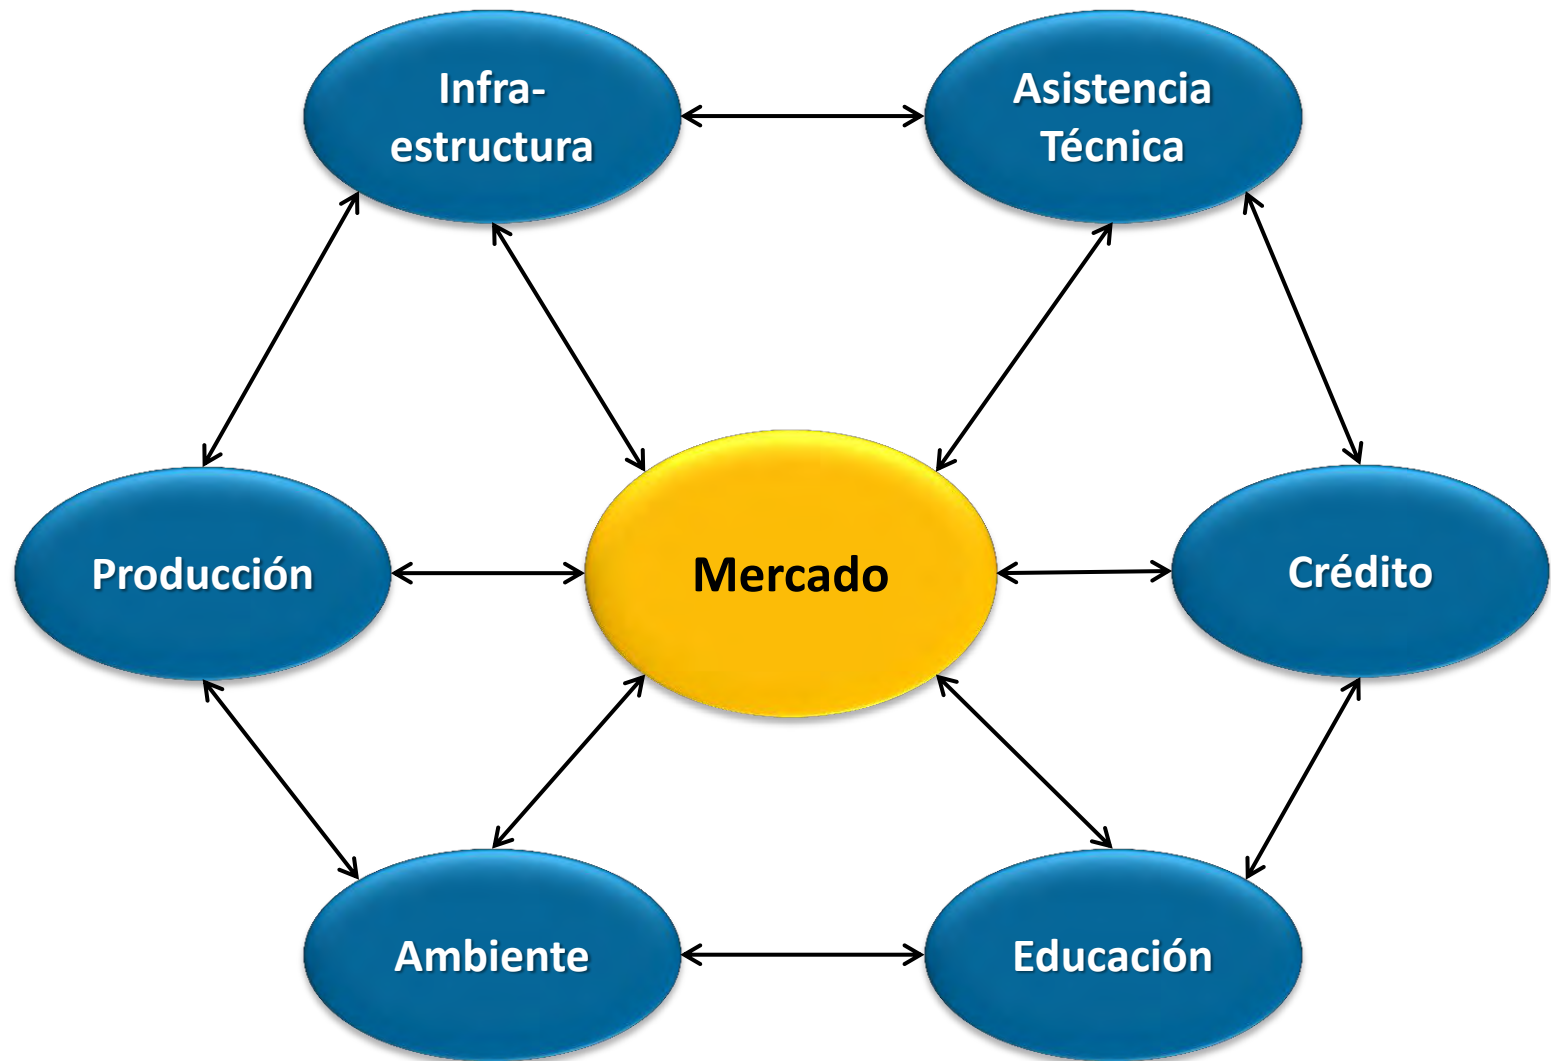 Infra-
estructura
Asistencia
Técnica
Producción
Mercado
Crédito
Ambiente
Educación